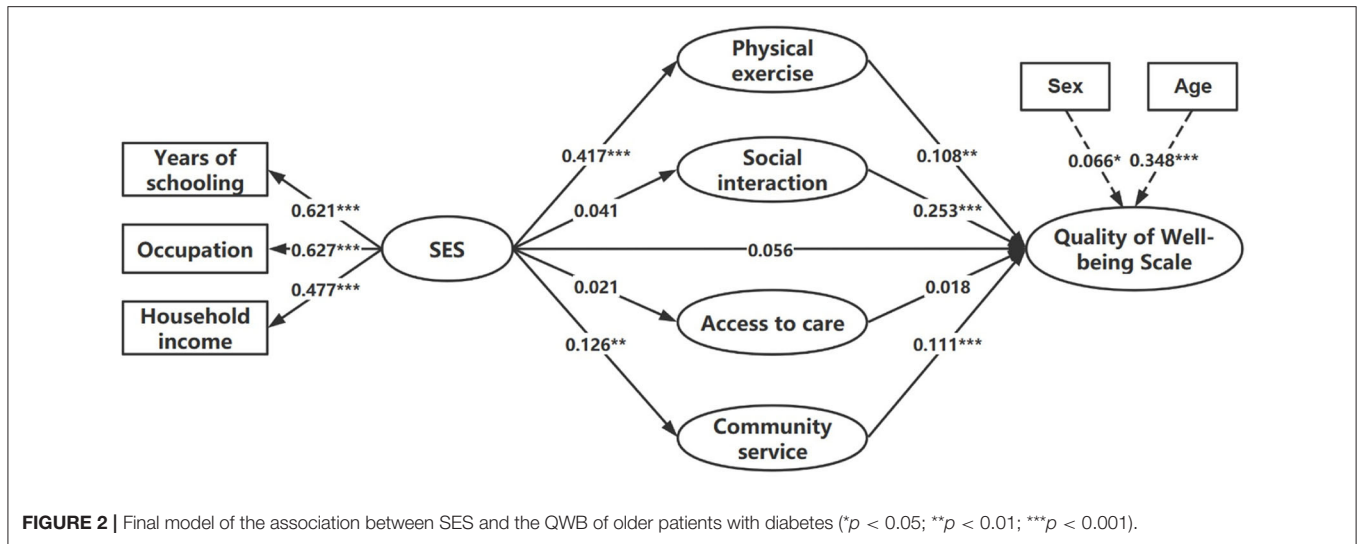 Physical
exercise
Sex
Age
Years of
schooling
0.417***
Social
interaction
0.108**
0.066*
0.348***
0.621***
0.041
0.253***
Occupation
0.627***
SES
0.056
Quality of Well-
being Scale
0.477***
0.021
0.018
Household
income
Access to care
0.126**
0.111***
Community
service
FIGURE 2 | Final model of the association between SES and the QWB of older patients with diabetes (*p < 0.05; **p < 0.01; ***p < 0.001).